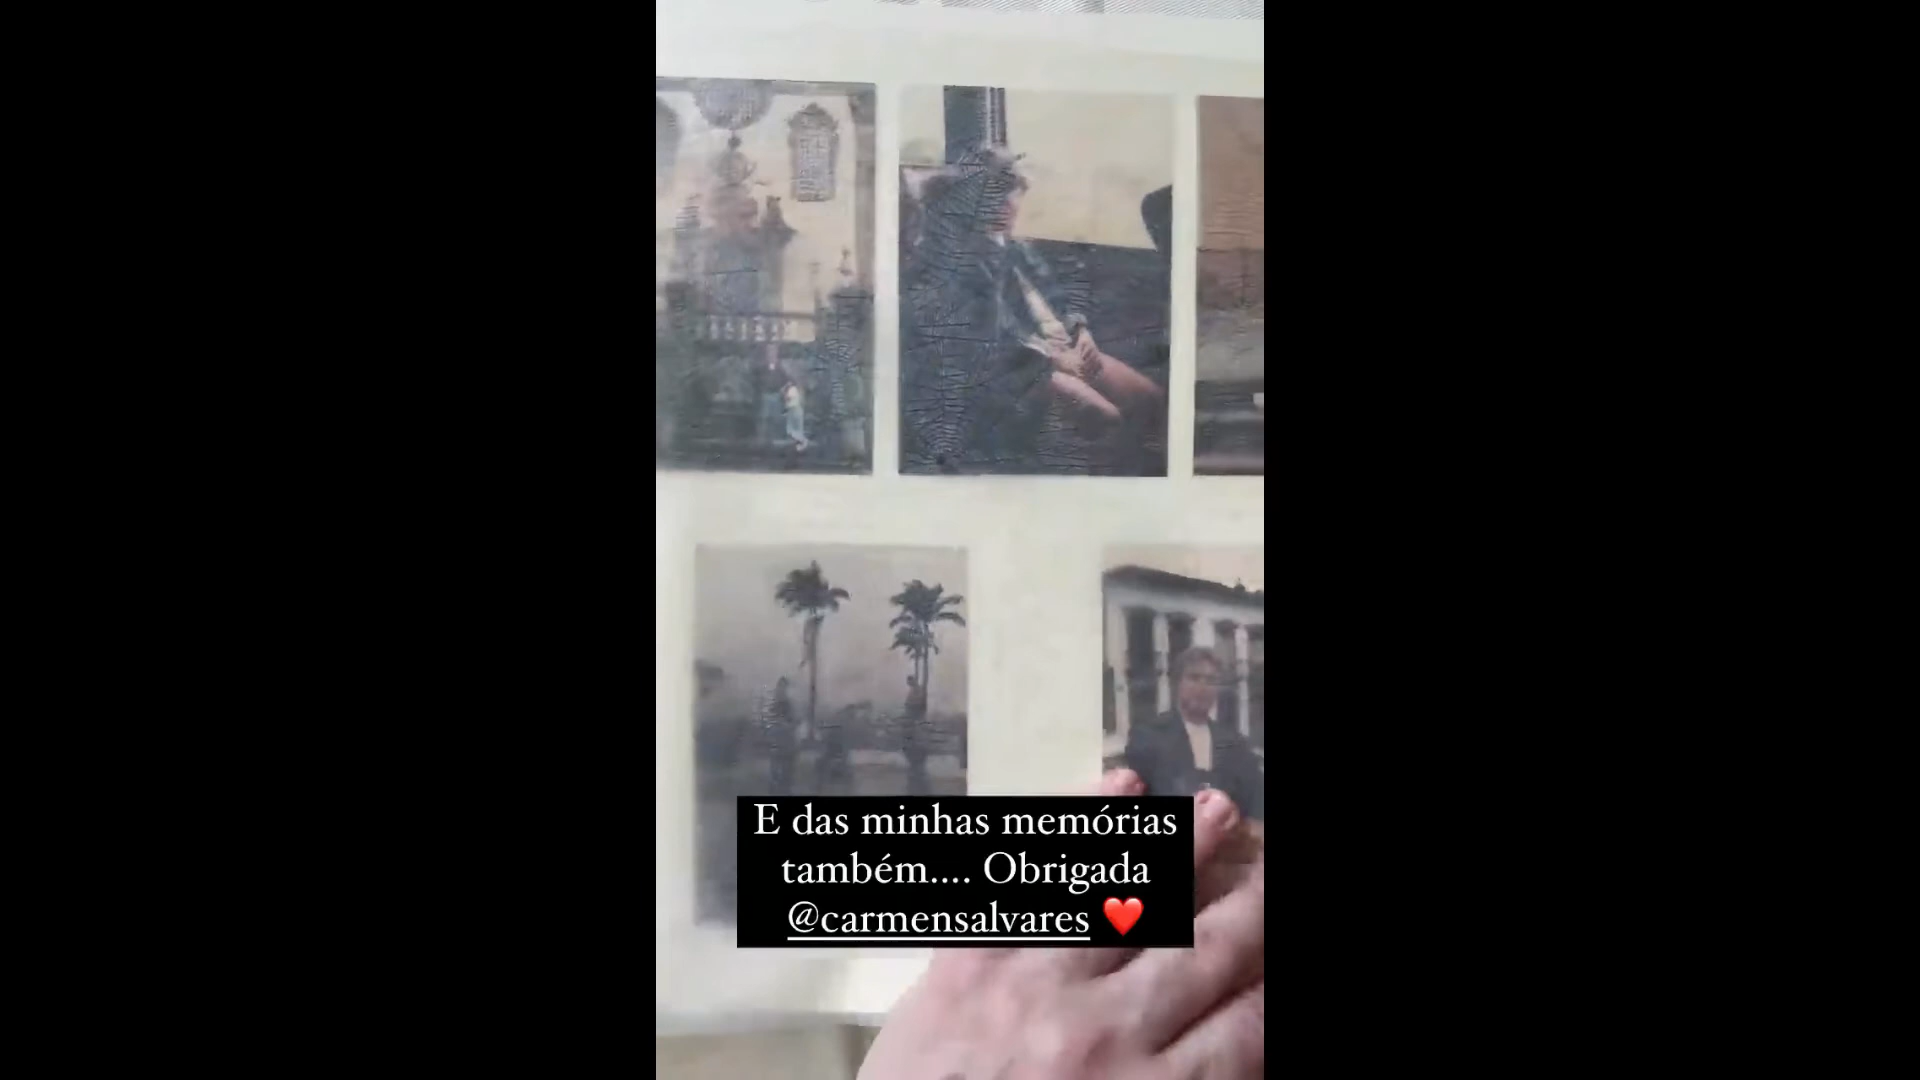 E das minhas memórias
também.... Obrigada
@carmensalvares ❤️